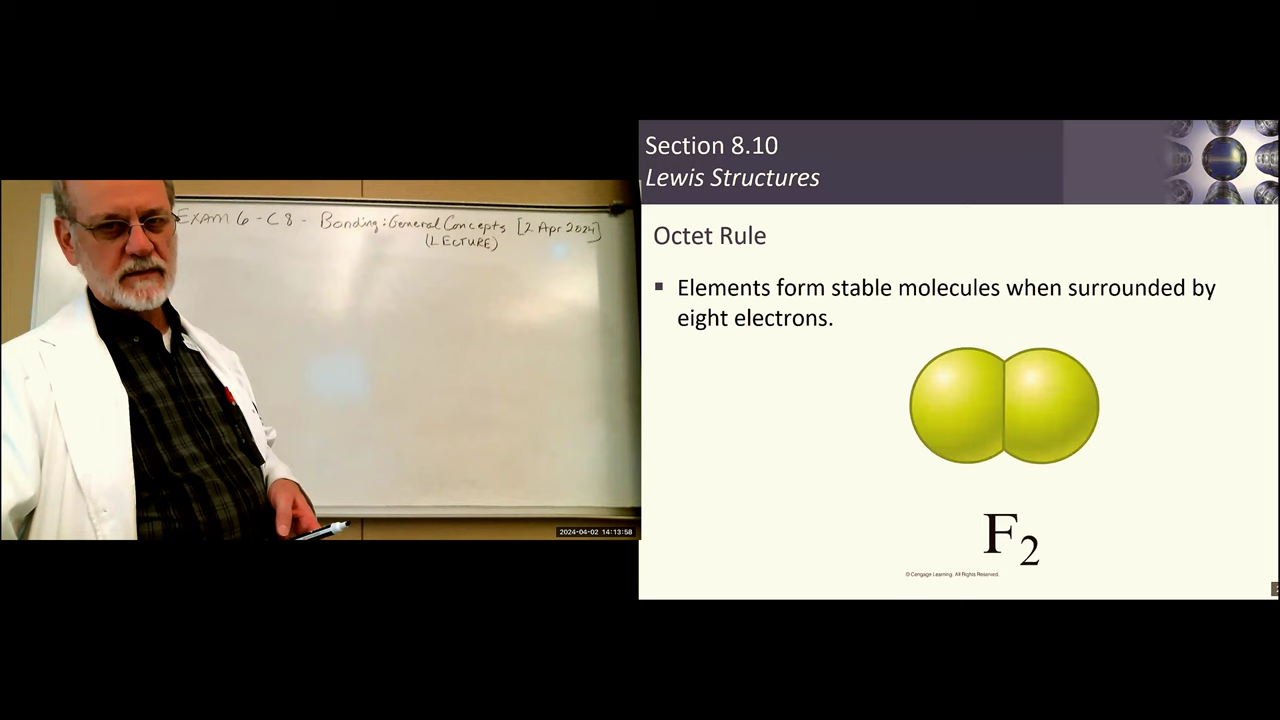 EXAM 6 - C 8 - Bonding: General Concepts [2 Apr 2024]
(LECTURE)
2024-04-02 14:13:58
Section 8.10
Lewis Structures
Octet Rule
▪ Elements form stable molecules when surrounded by
eight electrons.
F₂
© Cengage Learning. All Rights Reserved.